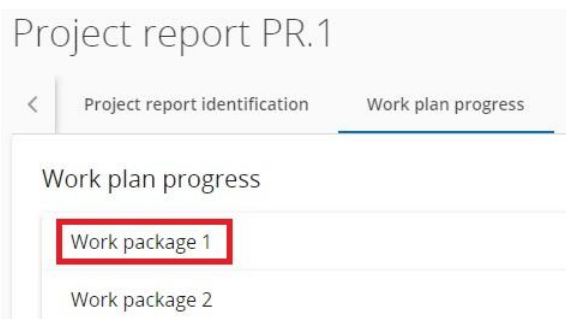 Project report PR.1
Project report identification Work plan progress
Work plan progress
Work package 1
Work package 2